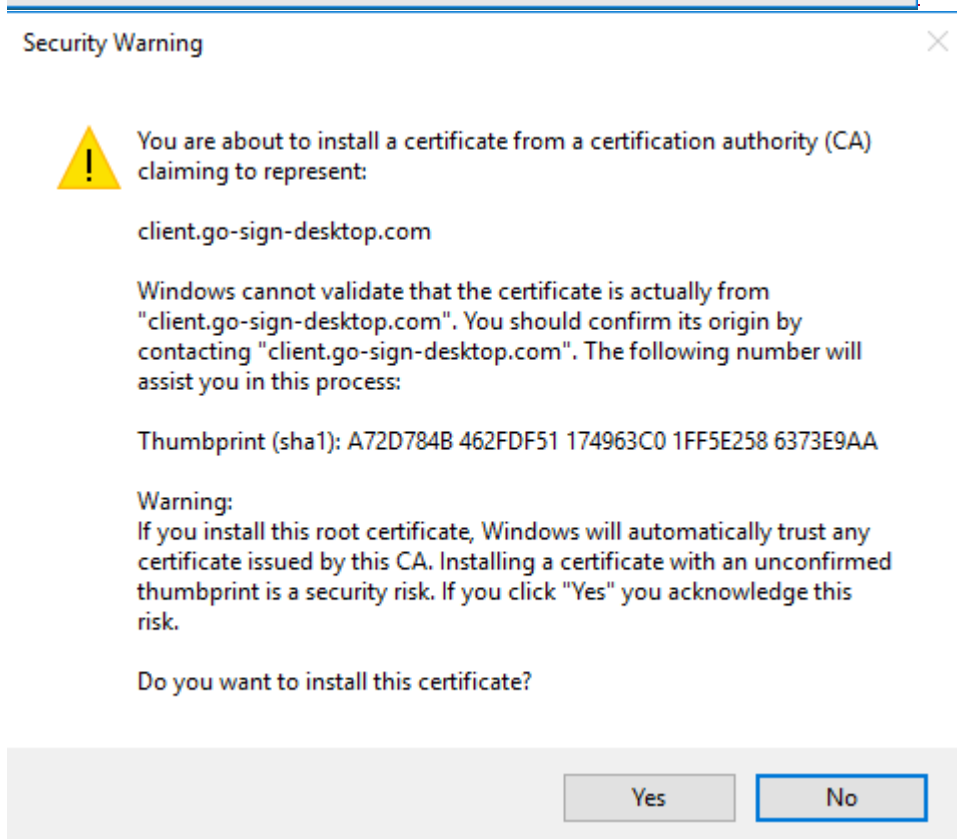 Security Warning
You are about to install a certificate from a certification authority (CA)
claiming to represent:
client.go-sign-desktop.com
Windows cannot validate that the certificate is actually from
"client.go-sign-desktop.com". You should confirm its origin by
contacting "client.go-sign-desktop.com". The following number will
assist you in this process:
Thumbprint (sha1): A72D784B 462FDF51 174963C0 1FF5E258 6373E9AA
Warning:
If you install this root certificate, Windows will automatically trust any
certificate issued by this CA. Installing a certificate with an unconfirmed
thumbprint is a security risk. If you click "Yes" you acknowledge this
risk.
Do you want to install this certificate?
Yes No